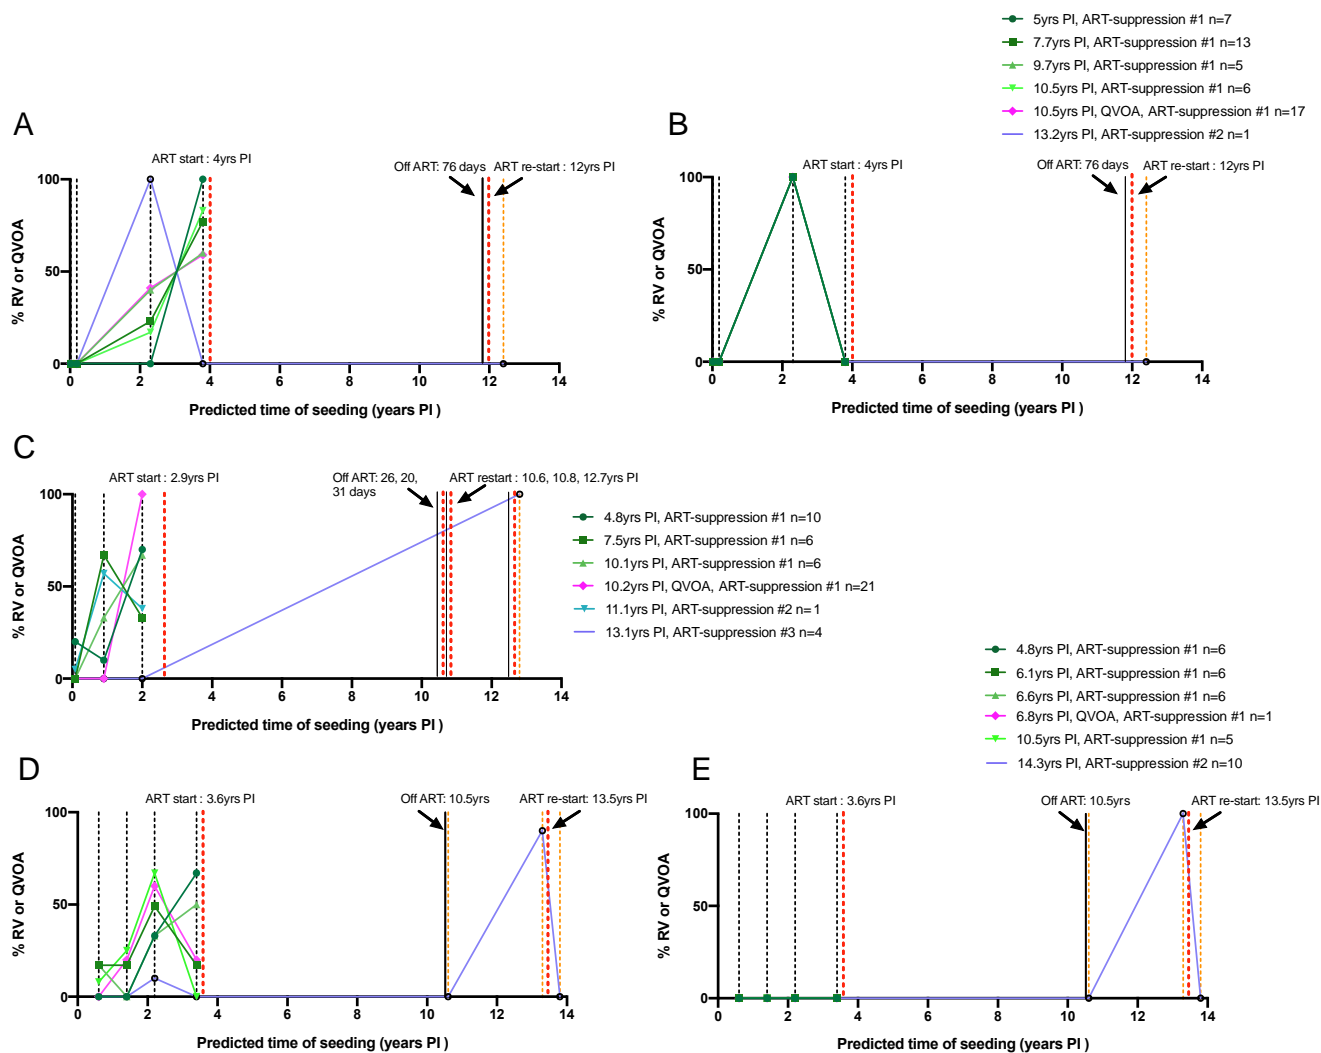 5yrs PI, ART-suppression #1 n=7
7.7yrs PI, ART-suppression #1 n=13
9.7yrs PI, ART-suppression #1 n=5
10.5yrs PI, ART-suppression #1 n=6
10.5yrs PI, QVOA, ART-suppression #1 n=17
13.2yrs PI, ART-suppression #2 n=1
A
ART start : 4yrs PI
Off ART: 76 days
ART re-start : 12yrs PI
% RV or QVOA
100
50
0
0 2 4 6 8 10 12 14
Predicted time of seeding (years PI )
B
ART start : 4yrs PI
Off ART: 76 days
ART re-start : 12yrs PI
% RV or QVOA
100
50
0
0 2 4 6 8 10 12 14
Predicted time of seeding (years PI )
C
ART start : 2.9yrs PI
Off ART: 26, 20,
31 days
ART restart : 10.6, 10.8, 12.7yrs PI
% RV or QVOA
100
50
0
0 2 4 6 8 10 12 14
Predicted time of seeding (years PI )
4.8yrs PI, ART-suppression #1 n=10
7.5yrs PI, ART-suppression #1 n=6
10.1yrs PI, ART-suppression #1 n=6
10.2yrs PI, QVOA, ART-suppression #1 n=21
11.1yrs PI, ART-suppression #2 n=1
13.1yrs PI, ART-suppression #3 n=4
4.8yrs PI, ART-suppression #1 n=6
6.1yrs PI, ART-suppression #1 n=6
6.6yrs PI, ART-suppression #1 n=6
6.8yrs PI, QVOA, ART-suppression #1 n=1
10.5yrs PI, ART-suppression #1 n=5
14.3yrs PI, ART-suppression #2 n=10
D
ART start : 3.6yrs PI
Off ART: 10.5yrs
ART re-start: 13.5yrs PI
% RV or QVOA
100
50
0
0 2 4 6 8 10 12 14
Predicted time of seeding (years PI )
E
ART start : 3.6yrs PI
Off ART: 10.5yrs
ART re-start: 13.5yrs PI
% RV or QVOA
100
50
0
0 2 4 6 8 10 12 14
Predicted time of seeding (years PI )